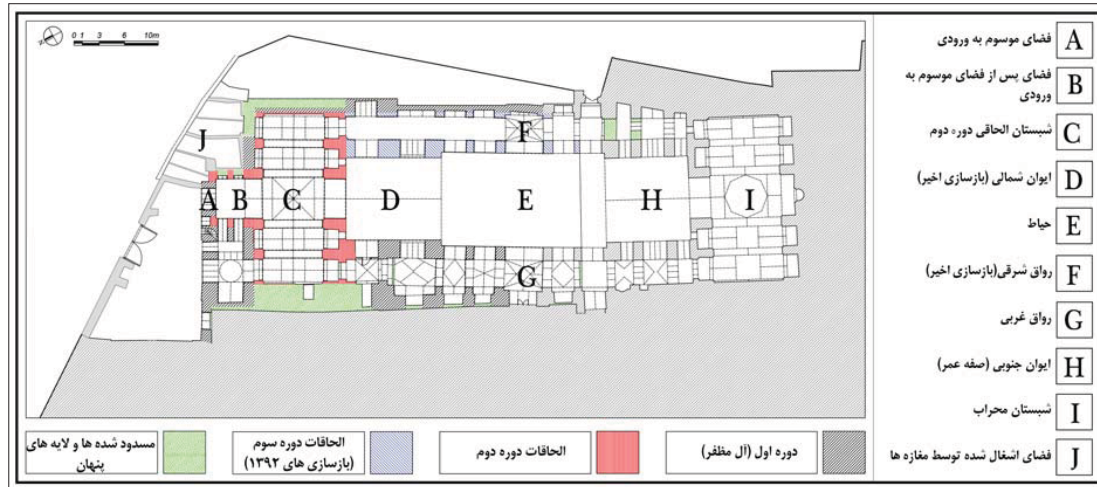 0 1 3 6 10m
A
فضای موسوم به ورودی
B
فضای پس از فضای موسوم به
ورودی
C
شبستان الحاقی دوره دوم
D
ایوان شمالی (بازسازی اخیر)
E
حیاط
F
رواق شرقی(بازسازی اخیر)
G
رواق غربی
H
ایوان جنوبی (صفه عمر)
I
شبستان محراب
J
فضای اشغال شده توسط مغازه ها
J
F
A B C D E H I
G
دوره اول (آل مظفر)
الحاقات دوره دوم
الحاقات دوره سوم
(بازسازی های ۱۳۹۲)
مسدود شده ها و لایه های
پنهان